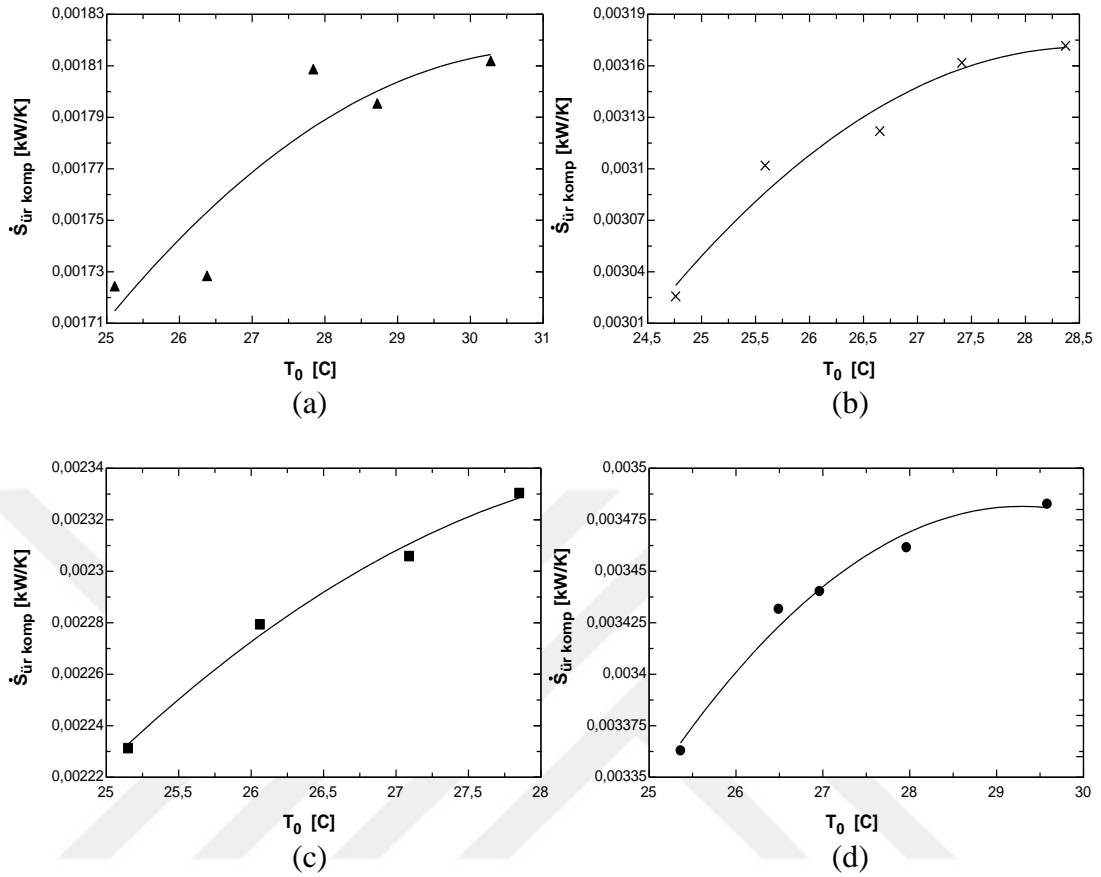 0,00183
0,00181
0,00179
0,00177
0,00175
0,00173
0,00171
25 26 27 28 29 30 31
Ṡür komp [kW/K]
T0 [C]
(a)
0,00319
0,00316
0,00313
0,0031
0,00307
0,00304
0,00301
24,5 25 25,5 26 26,5 27 27,5 28 28,5
Ṡür komp [kW/K]
T0 [C]
(b)
0,00234
0,00232
0,0023
0,00228
0,00226
0,00224
0,00222
25 25,5 26 26,5 27 27,5 28
Ṡür komp [kW/K]
T0 [C]
(c)
0,0035
0,003475
0,00345
0,003425
0,0034
0,003375
0,00335
25 26 27 28 29 30
Ṡür komp [kW/K]
T0 [C]
(d)